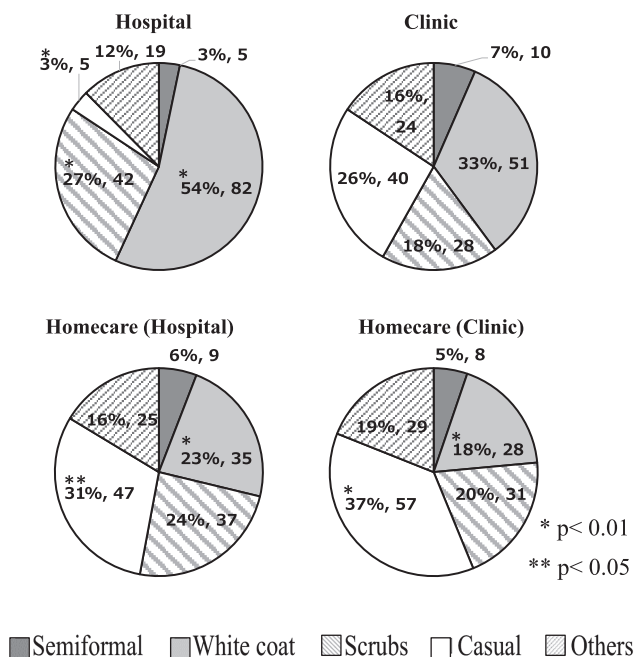 Hospital
* 3%, 5
12%, 19
3%, 5
* 27%, 42
* 54%, 82
Clinic
7%, 10
16%,
24
33%, 51
26%, 40
18%, 28
Homecare (Hospital)
6%, 9
16%, 25
* 23%, 35
** 31%, 47
24%, 37
Homecare (Clinic)
5%, 8
19%, 29
* 18%, 28
* 37%, 57
20%, 31
* p< 0.01
** p< 0.05
Semiformal White coat Scrubs Casual Others